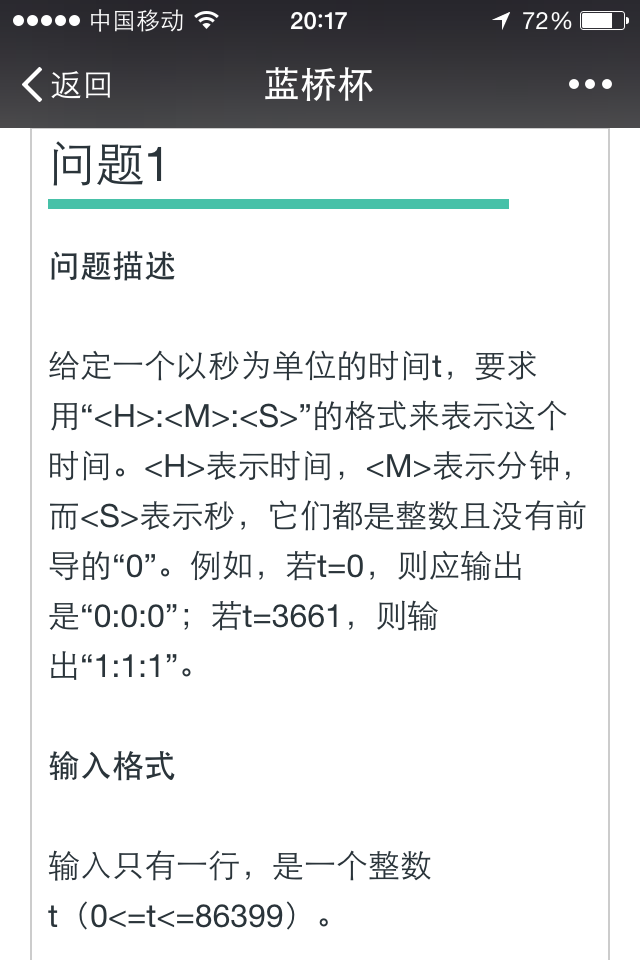 中国移动 20:17 72%
返回 蓝桥杯
问题1
问题描述
给定一个以秒为单位的时间t，要求
用“<H>:<M>:<S>”的格式来表示这个
时间。<H>表示时间，<M>表示分钟，
而<S>表示秒，它们都是整数且没有前
导的“0”。例如，若t=0，则应输出
是“0:0:0”；若t=3661，则输
出“1:1:1”。
输入格式
输入只有一行，是一个整数
t（0<=t<=86399）。